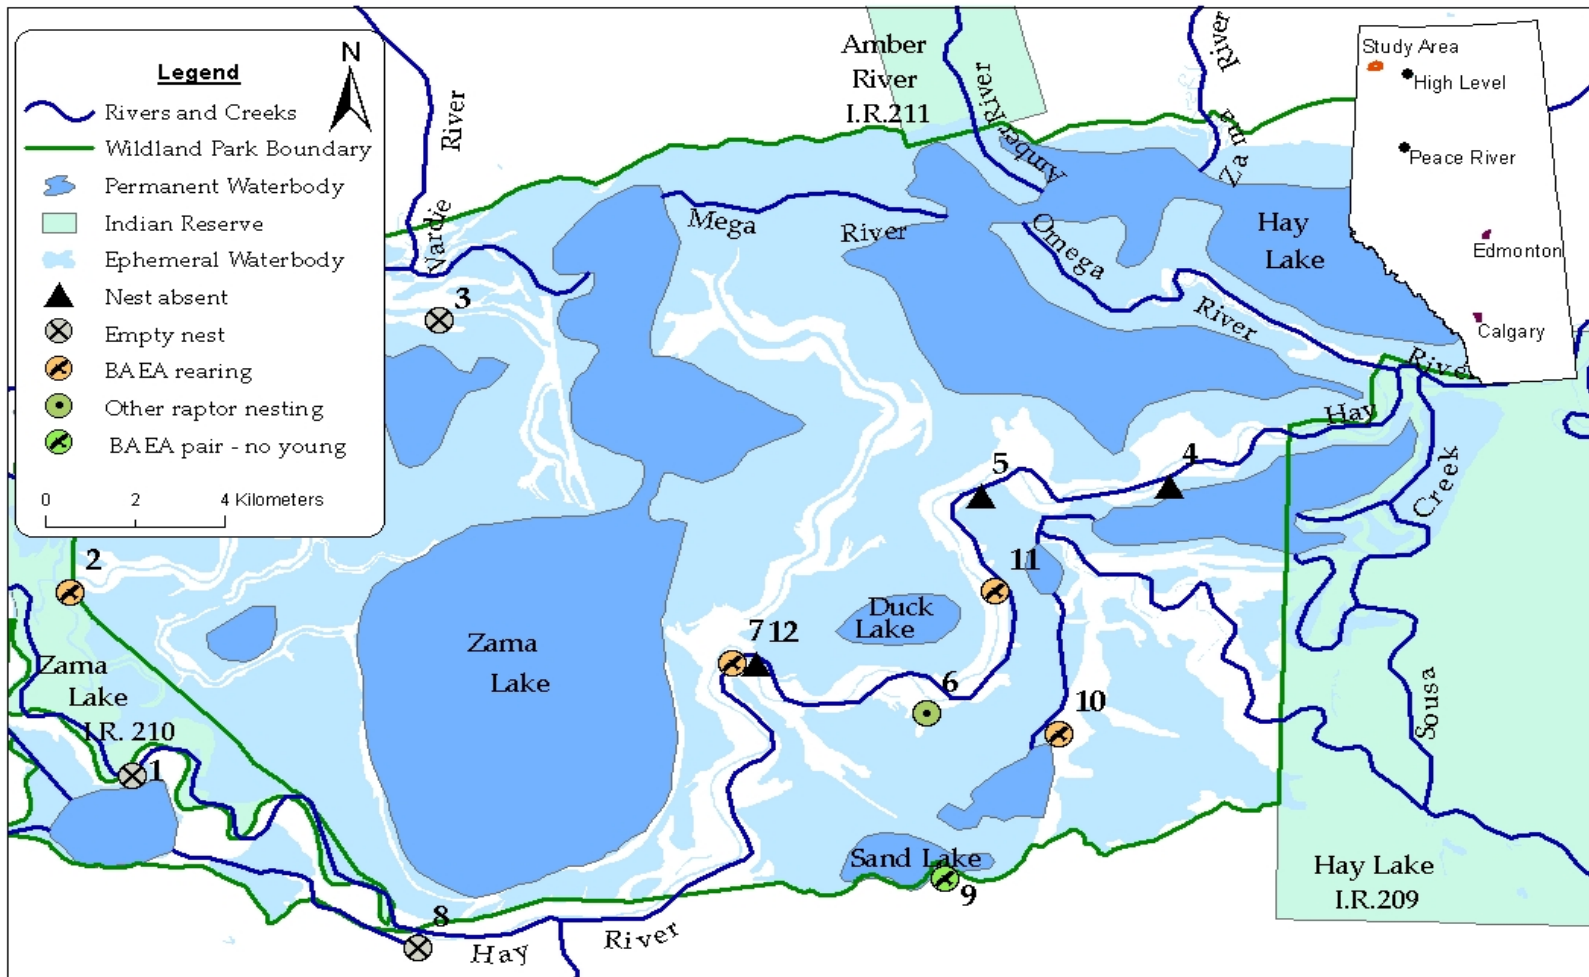 Legend
N
Rivers and Creeks
Wildland Park Boundary
Permanent Waterbody
Indian Reserve
Ephemeral Waterbody
Nest absent
Empty nest
BAEA rearing
Other raptor nesting
BAEA pair - no young
0 2 4 Kilometers
Vardie River
Amber
River
I.R.211
Amber River
Zama River
Study Area
High Level
Peace River
Edmonton
Calgary
Mega River
Omega River
Hay
Lake
3
Hay River
5
4
Creek
Sousa
2
11
Duck
Lake
7 12
Zama
Lake
Zama
Lake
I.R. 210
6
10
1
Sand Lake
9
Hay Lake
I.R.209
8
Hay River